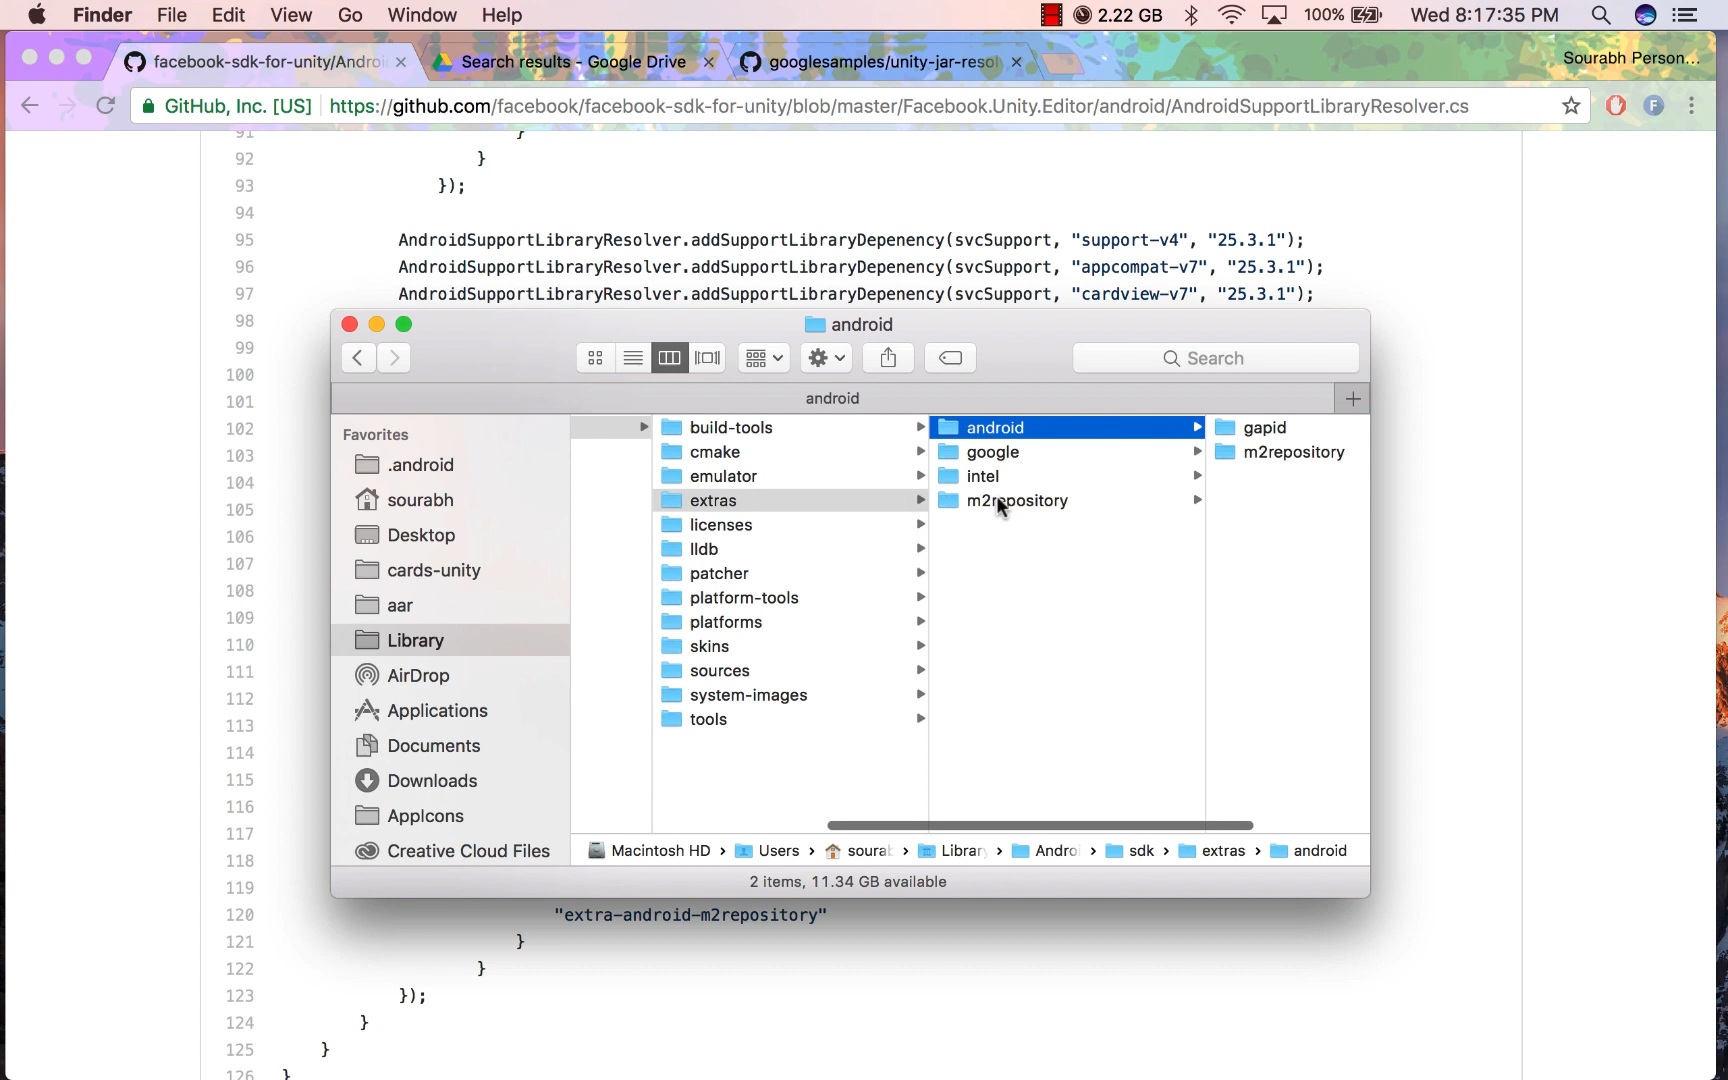 Finder File Edit View Go Window Help 2.22 GB 100% Wed 8:17:35 PM
facebook-sdk-for-unity/Androi Search results - Google Drive googlesamples/unity-jar-resol Sourabh Person...
GitHub, Inc. [US] https://github.com/facebook/facebook-sdk-for-unity/blob/master/Facebook.Unity.Editor/android/AndroidSupportLibraryResolver.cs
91 }
92 }
93 });
94
95 AndroidSupportLibraryResolver.addSupportLibraryDepenency(svcSupport, "support-v4", "25.3.1");
96 AndroidSupportLibraryResolver.addSupportLibraryDepenency(svcSupport, "appcompat-v7", "25.3.1");
97 AndroidSupportLibraryResolver.addSupportLibraryDepenency(svcSupport, "cardview-v7", "25.3.1");
98
99
100
101
102
103
104
105
106
107
108
109
110
111
112
113
114
115
116
117
118
119
120 "extra-android-m2repository"
121 }
122 }
123 });
124 }
125 }
126 }
android
Search
android
Favorites
.android
sourabh
Desktop
cards-unity
aar
Library
AirDrop
Applications
Documents
Downloads
AppIcons
Creative Cloud Files
build-tools
cmake
emulator
extras
licenses
lldb
patcher
platform-tools
platforms
skins
sources
system-images
tools
android
google
intel
m2repository
gapid
m2repository
Macintosh HD › Users › soural › Library › Androi › sdk › extras › android
2 items, 11.34 GB available